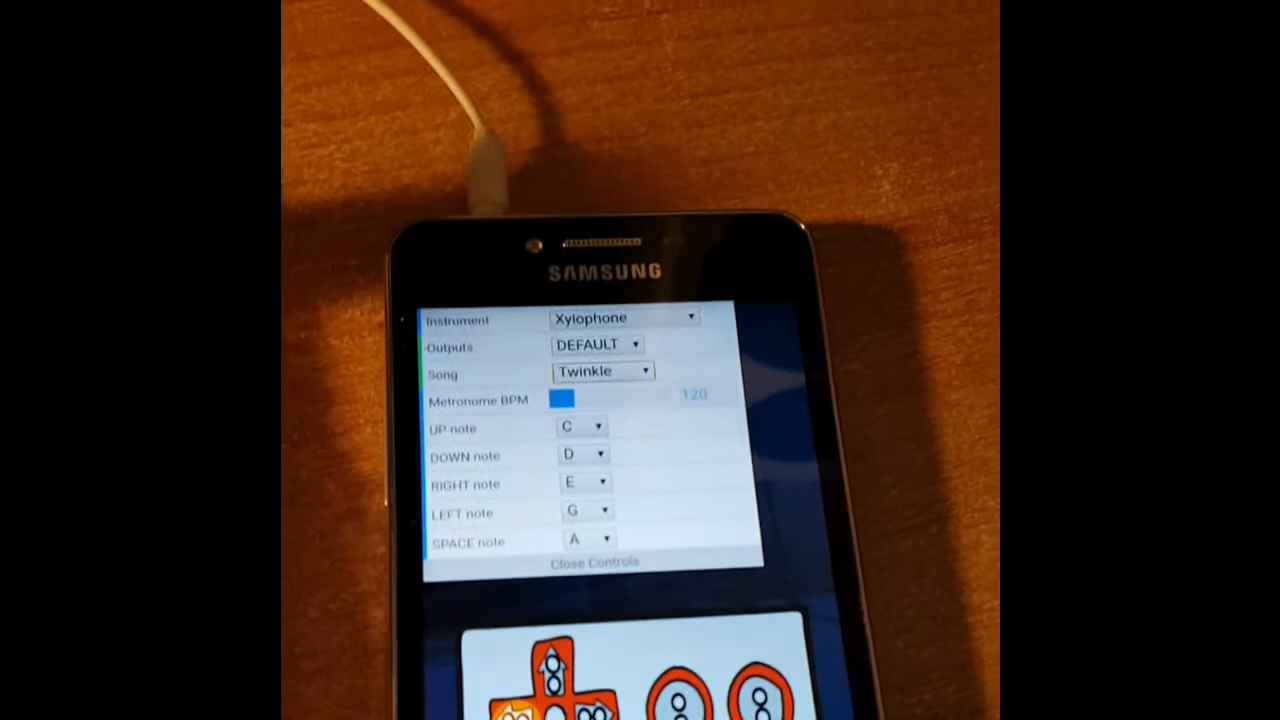 SAMSUNG
Instrument Xylophone
Outputs DEFAULT
Song Twinkle
Metronome BPM 120
UP note C
DOWN note D
RIGHT note E
LEFT note G
SPACE note A
Close Controls